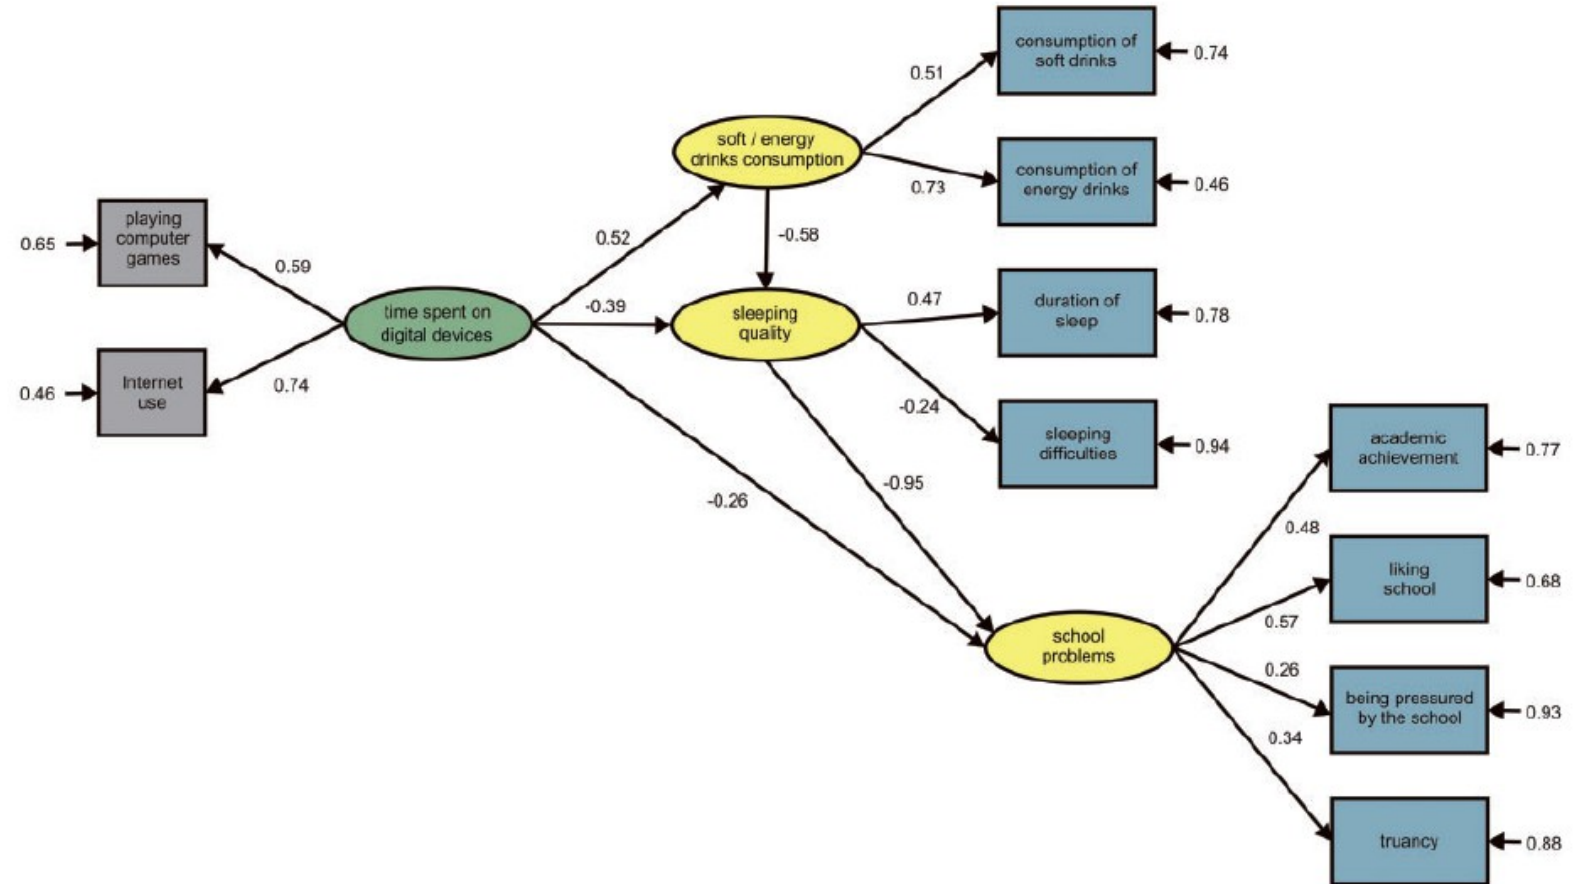 consumption of
soft drinks
0.74
0.51
soft / energy
drinks consumption
consumption of
energy drinks
0.46
0.73
playing
computer
games
0.65
0.59
0.52
-0.58
time spent on
digital devices
-0.39
sleeping
quality
0.47
duration of
sleep
0.78
Internet
use
0.46
0.74
-0.24
sleeping
difficulties
0.94
academic
achievement
0.77
-0.95
-0.26
0.48
liking
school
0.68
0.57
school
problems
0.26
being pressured
by the school
0.93
0.34
truancy
0.88